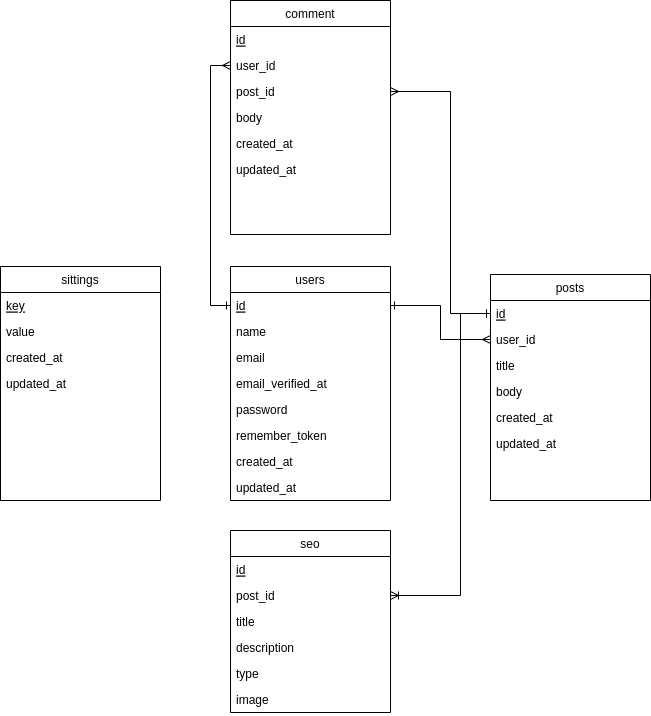 comment
id
user_id
post_id
body
created_at
updated_at
sittings
key
value
created_at
updated_at
users
id
name
email
email_verified_at
password
remember_token
created_at
updated_at
posts
id
user_id
title
body
created_at
updated_at
seo
id
post_id
title
description
type
image